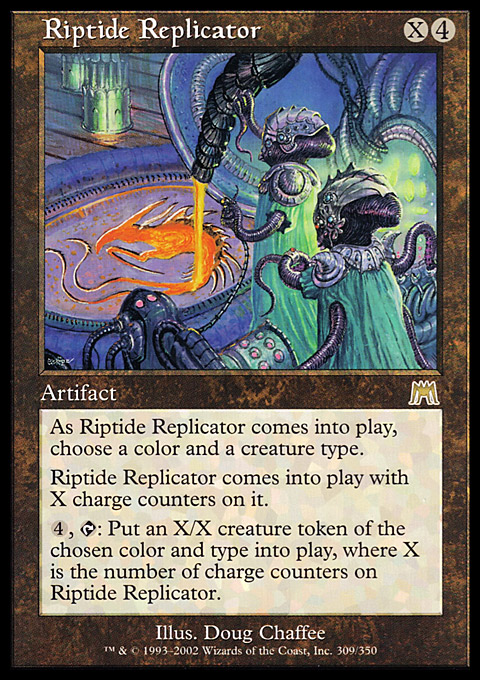 Riptide Replicator X 4
Artifact
As Riptide Replicator comes into play,
choose a color and a creature type.
Riptide Replicator comes into play with
X charge counters on it.
4, : Put an X/X creature token of the
chosen color and type into play, where X
is the number of charge counters on
Riptide Replicator.
Illus. Doug Chaffee
™ & © 1993–2002 Wizards of the Coast, Inc. 309/350